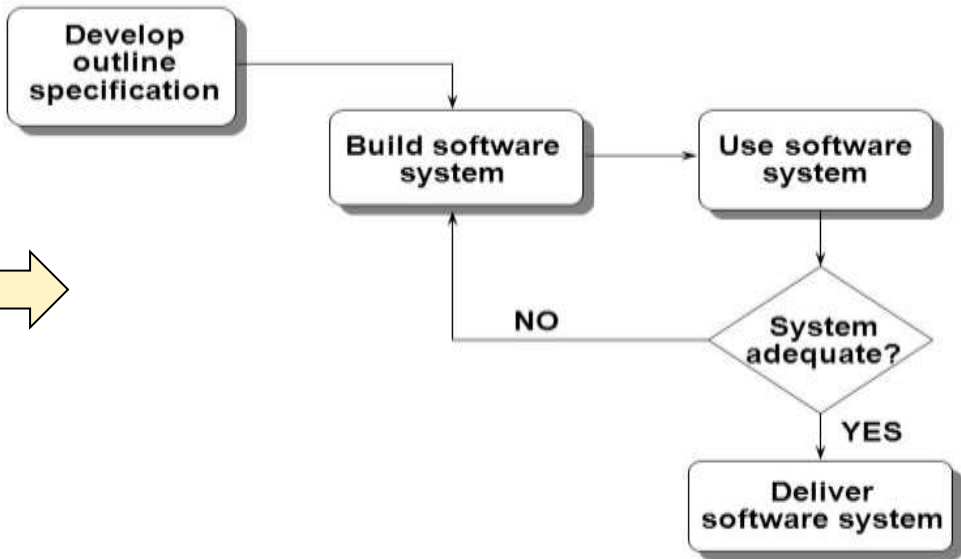 Develop
outline
specification
Build software
system
Use software
system
NO
System
adequate?
YES
Deliver
software system